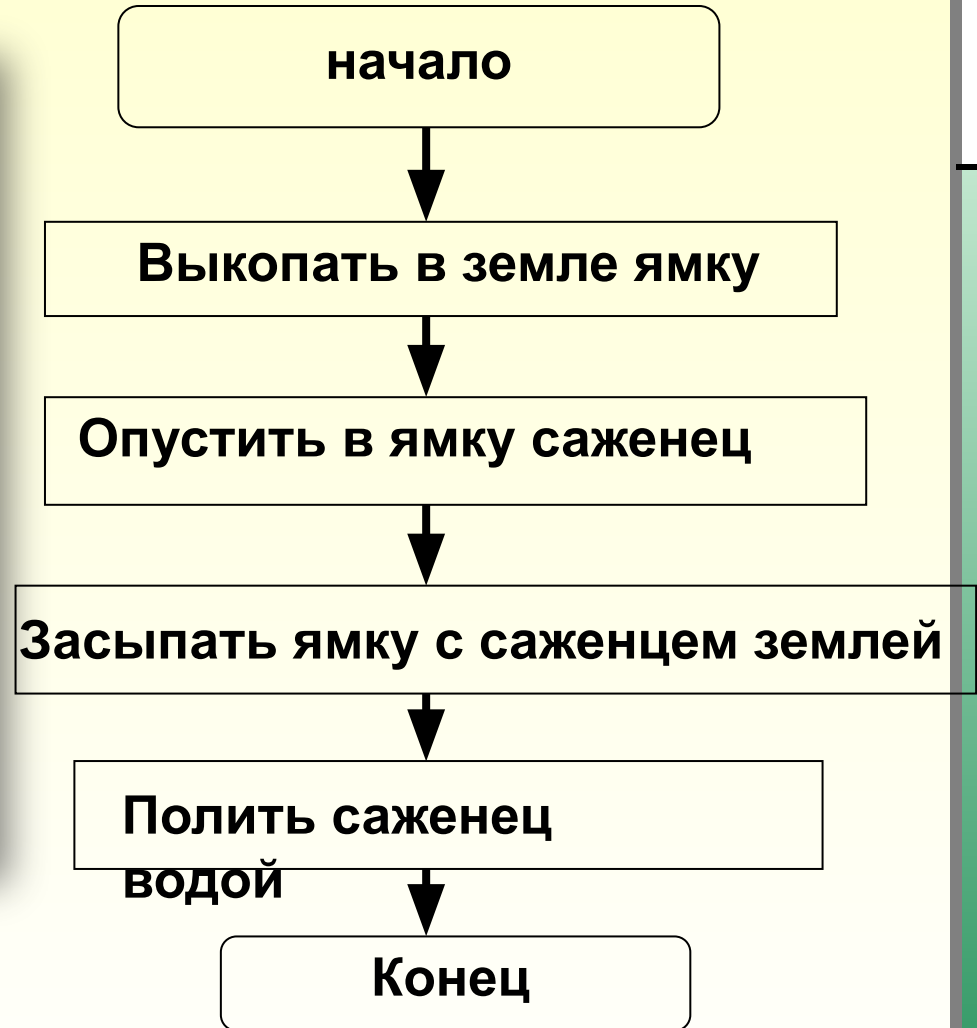 начало
Выкопать в земле ямку
Опустить в ямку саженец
Засыпать ямку с саженцем землей
Полить саженец
водой
Конец